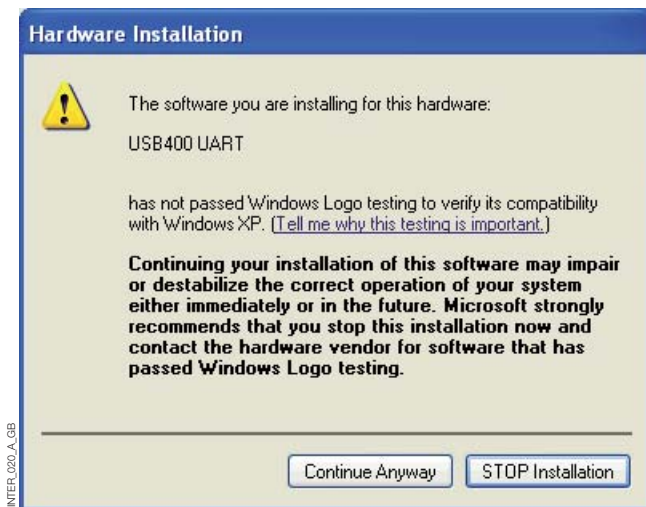 Hardware Installation
The software you are installing for this hardware:
USB400 UART
has not passed Windows Logo testing to verify its compatibility
with Windows XP. (Tell me why this testing is important.)
Continuing your installation of this software may impair
or destabilize the correct operation of your system
either immediately or in the future. Microsoft strongly
recommends that you stop this installation now and
contact the hardware vendor for software that has
passed Windows Logo testing.
Continue Anyway
STOP Installation
INTER_020_A_GB